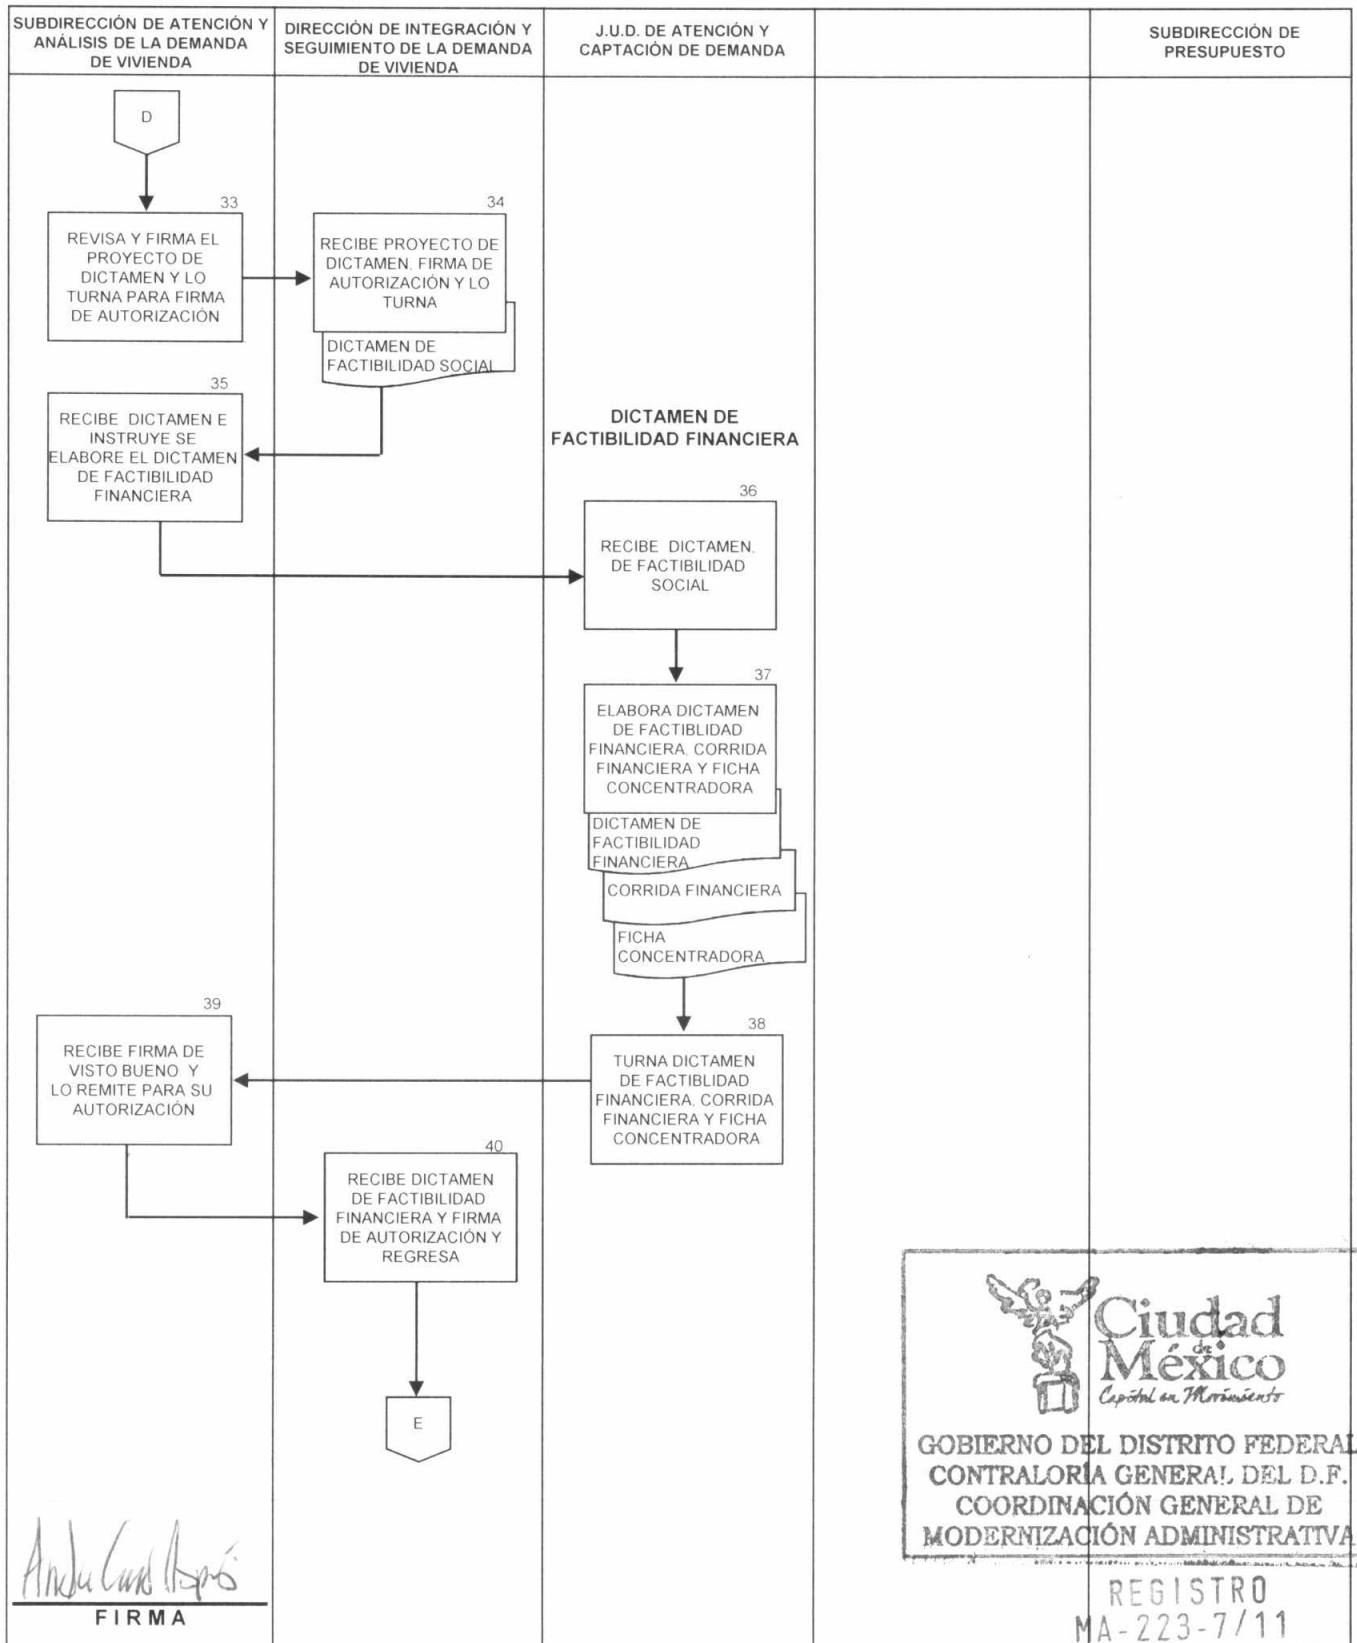 SUBDIRECCIÓN DE ATENCIÓN Y
ANÁLISIS DE LA DEMANDA
DE VIVIENDA
DIRECCIÓN DE INTEGRACIÓN Y
SEGUIMIENTO DE LA DEMANDA
DE VIVIENDA
J.U.D. DE ATENCIÓN Y
CAPTACIÓN DE DEMANDA
SUBDIRECCIÓN DE
PRESUPUESTO
D
33
REVISA Y FIRMA EL
PROYECTO DE
DICTAMEN Y LO
TURNA PARA FIRMA
DE AUTORIZACIÓN
34
RECIBE PROYECTO DE
DICTAMEN, FIRMA DE
AUTORIZACIÓN Y LO
TURNA
DICTAMEN DE
FACTIBILIDAD SOCIAL
35
RECIBE DICTAMEN E
INSTRUYE SE
ELABORE EL DICTAMEN
DE FACTIBILIDAD
FINANCIERA
DICTAMEN DE
FACTIBILIDAD FINANCIERA
36
RECIBE DICTAMEN.
DE FACTIBILIDAD
SOCIAL
37
ELABORA DICTAMEN
DE FACTIBLIDAD
FINANCIERA. CORRIDA
FINANCIERA Y FICHA
CONCENTRADORA
DICTAMEN DE
FACTIBILIDAD
FINANCIERA
CORRIDA FINANCIERA
FICHA
CONCENTRADORA
38
TURNA DICTAMEN
DE FACTIBLIDAD
FINANCIERA. CORRIDA
FINANCIERA Y FICHA
CONCENTRADORA
39
RECIBE FIRMA DE
VISTO BUENO Y
LO REMITE PARA SU
AUTORIZACIÓN
40
RECIBE DICTAMEN
DE FACTIBILIDAD
FINANCIERA Y FIRMA
DE AUTORIZACIÓN Y
REGRESA
E
FIRMA
Ciudad
de
México
Capital en Movimiento
GOBIERNO DEL DISTRITO FEDERAL
CONTRALORÍA GENERAL DEL D.F.
COORDINACIÓN GENERAL DE
MODERNIZACIÓN ADMINISTRATIVA
REGISTRO
MA-223-7/11